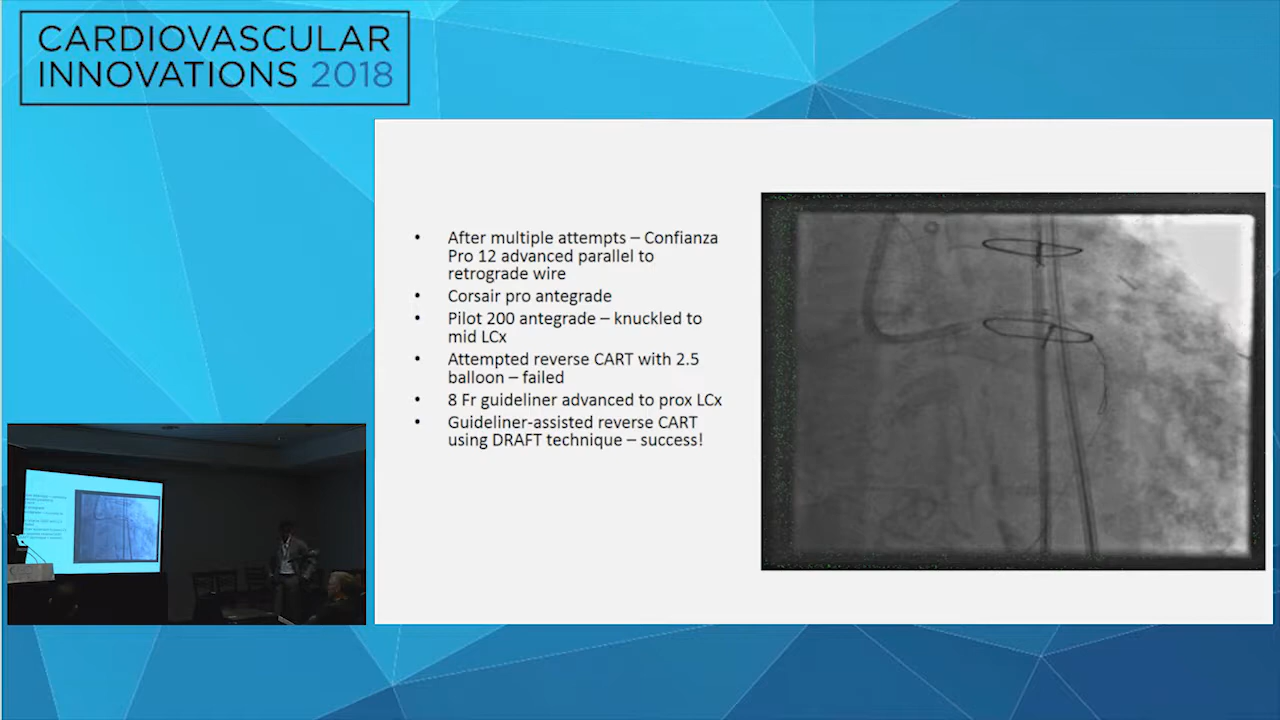 CARDIOVASCULAR
INNOVATIONS 2018
• After multiple attempts – Confianza
Pro 12 advanced parallel to
retrograde wire
• Corsair pro antegrade
• Pilot 200 antegrade – knuckled to
mid LCx
• Attempted reverse CART with 2.5
balloon – failed
• 8 Fr guideliner advanced to prox LCx
• Guideliner-assisted reverse CART
using DRAFT technique – success!